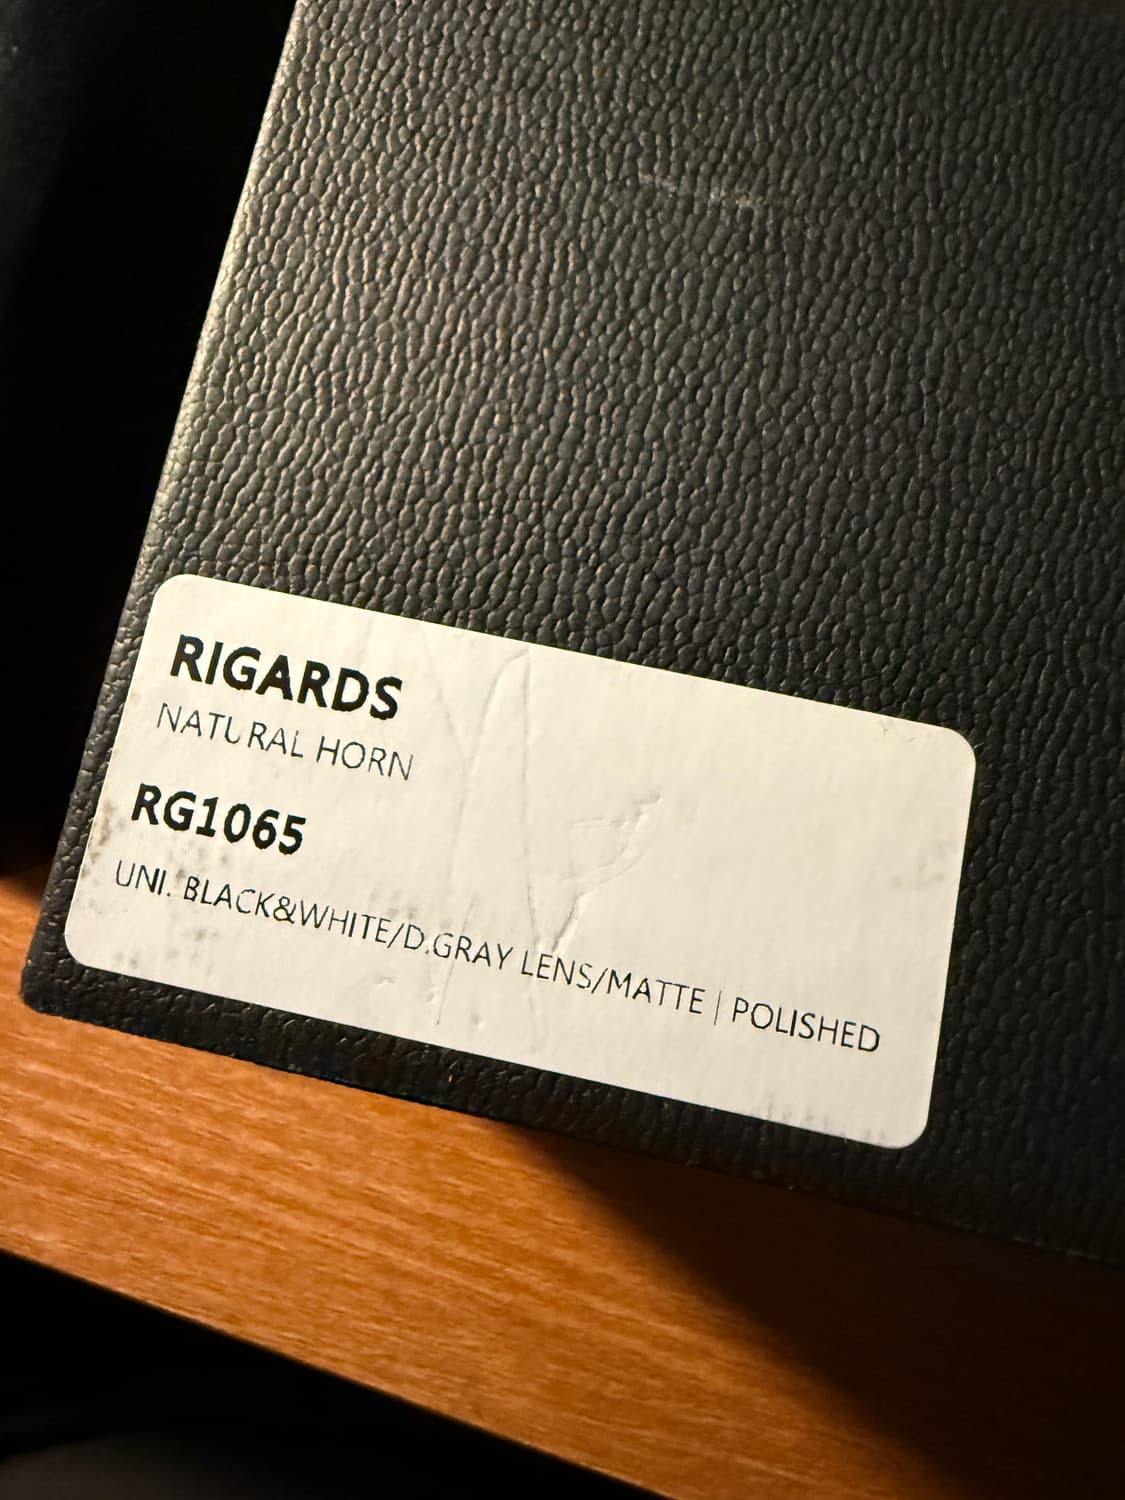 RIGARDS
NATURAL HORN
RG1065
UNI. BLACK&WHITE/D.GRAY LENS/MATTE | POLISHED